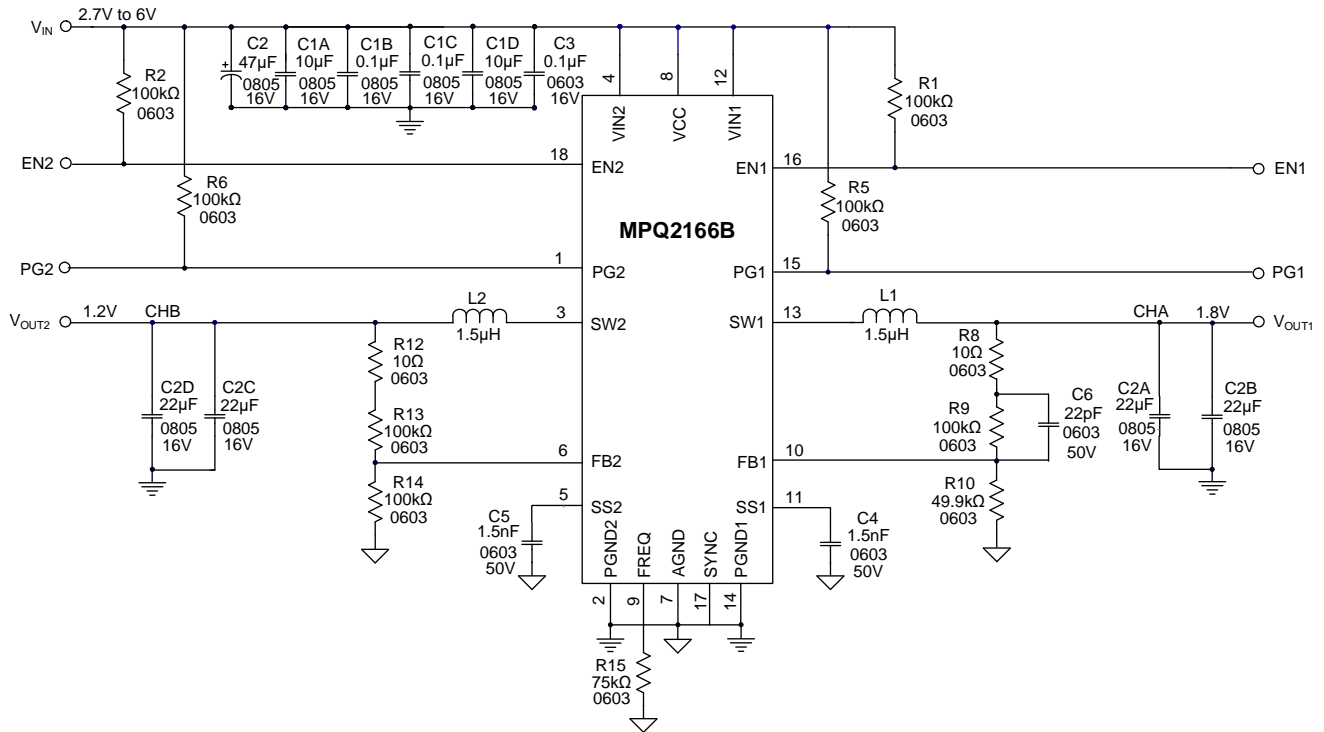 V_IN 2.7V to 6V
C2 47µF 0805 16V
+
C1A 10µF 0805 16V
C1B 0.1µF 0805 16V
C1C 0.1µF 0805 16V
C1D 10µF 0805 16V
C3 0.1µF 0603 16V
R2 100kΩ 0603
R1 100kΩ 0603
4 8 12
VIN2 VCC VIN1
EN2 18 EN2
EN1 16 EN1
R6 100kΩ 0603
R5 100kΩ 0603
MPQ2166B
PG2 1 PG2
PG1 15 PG1
V_OUT2 1.2V CHB
L2 1.5µH
3 SW2
SW1 13
L1 1.5µH
CHA 1.8V V_OUT1
R12 10Ω 0603
R8 10Ω 0603
C2D 22µF 0805 16V
C2C 22µF 0805 16V
R13 100kΩ 0603
R9 100kΩ 0603
C6 22pF 0603 50V
C2A 22µF 0805 16V
C2B 22µF 0805 16V
6 FB2
FB1 10
R14 100kΩ 0603
R10 49.9kΩ 0603
5 SS2
SS1 11
C5 1.5nF 0603 50V
C4 1.5nF 0603 50V
PGND2 FREQ AGND SYNC PGND1
2 9 7 17 14
R15 75kΩ 0603